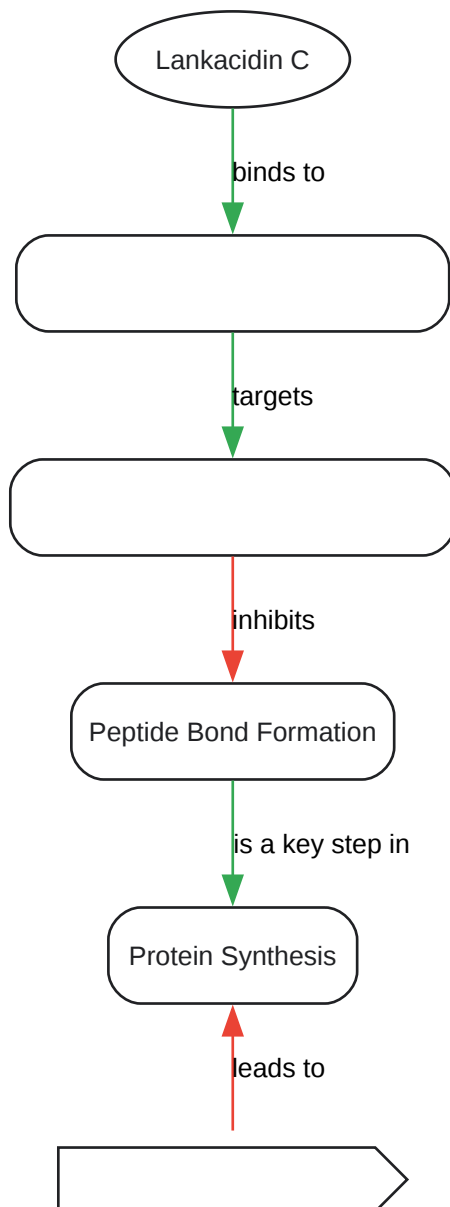 Lankacidin C
binds to
targets
inhibits
Peptide Bond Formation
is a key step in
Protein Synthesis
leads to